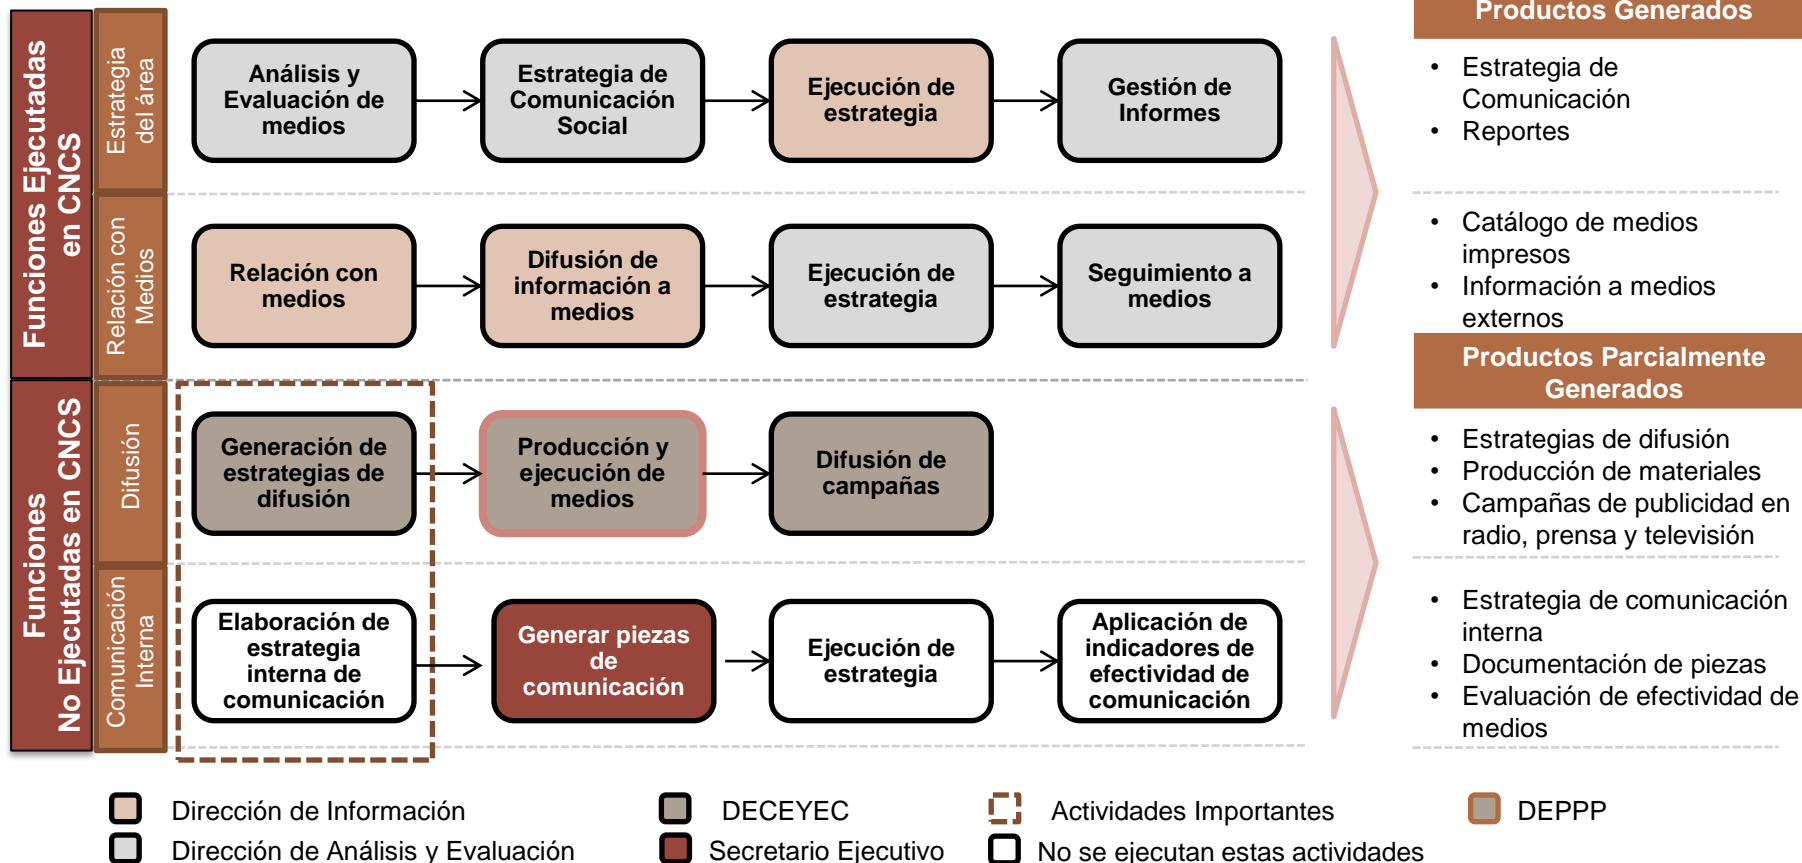 Funciones Ejecutadas
en CNCS
Estrategia
del área
Análisis y
Evaluación de
medios
Estrategia de
Comunicación
Social
Ejecución de
estrategia
Gestión de
Informes
Productos Generados
• Estrategia de
Comunicación
• Reportes
Relación con
Medios
Relación con
medios
Difusión de
información a
medios
Ejecución de
estrategia
Seguimiento a
medios
• Catálogo de medios
impresos
• Información a medios
externos
Funciones
No Ejecutadas en CNCS
Difusión
Generación de
estrategias de
difusión
Producción y
ejecución de
medios
Difusión de
campañas
Productos Parcialmente
Generados
• Estrategias de difusión
• Producción de materiales
• Campañas de publicidad en
radio, prensa y televisión
Comunicación
Interna
Elaboración de
estrategia
interna de
comunicación
Generar piezas
de
comunicación
Ejecución de
estrategia
Aplicación de
indicadores de
efectividad de
comunicación
• Estrategia de comunicación
interna
• Documentación de piezas
• Evaluación de efectividad de
medios
Dirección de Información
DECEYEC
Actividades Importantes
DEPPP
Dirección de Análisis y Evaluación
Secretario Ejecutivo
No se ejecutan estas actividades